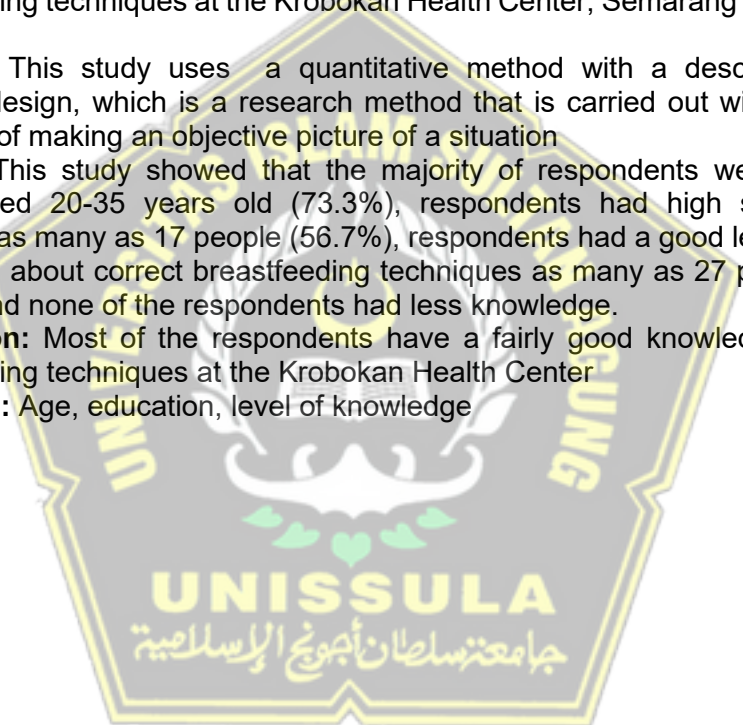 ing techniques at the Krobokan Health Center, Semarang
This study uses a quantitative method with a desc
design, which is a research method that is carried out wi
of making an objective picture of a situation
This study showed that the majority of respondents we
ed 20-35 years old (73.3%), respondents had high s
as many as 17 people (56.7%), respondents had a good le
about correct breastfeeding techniques as many as 27 p
nd none of the respondents had less knowledge.
on: Most of the respondents have a fairly good knowled
ing techniques at the Krobokan Health Center
: Age, education, level of knowledge
UNIVERSITAS ISLAM SULTAN AGUNG
UNISSULA
جامعة سلطان أجونج الإسلامية